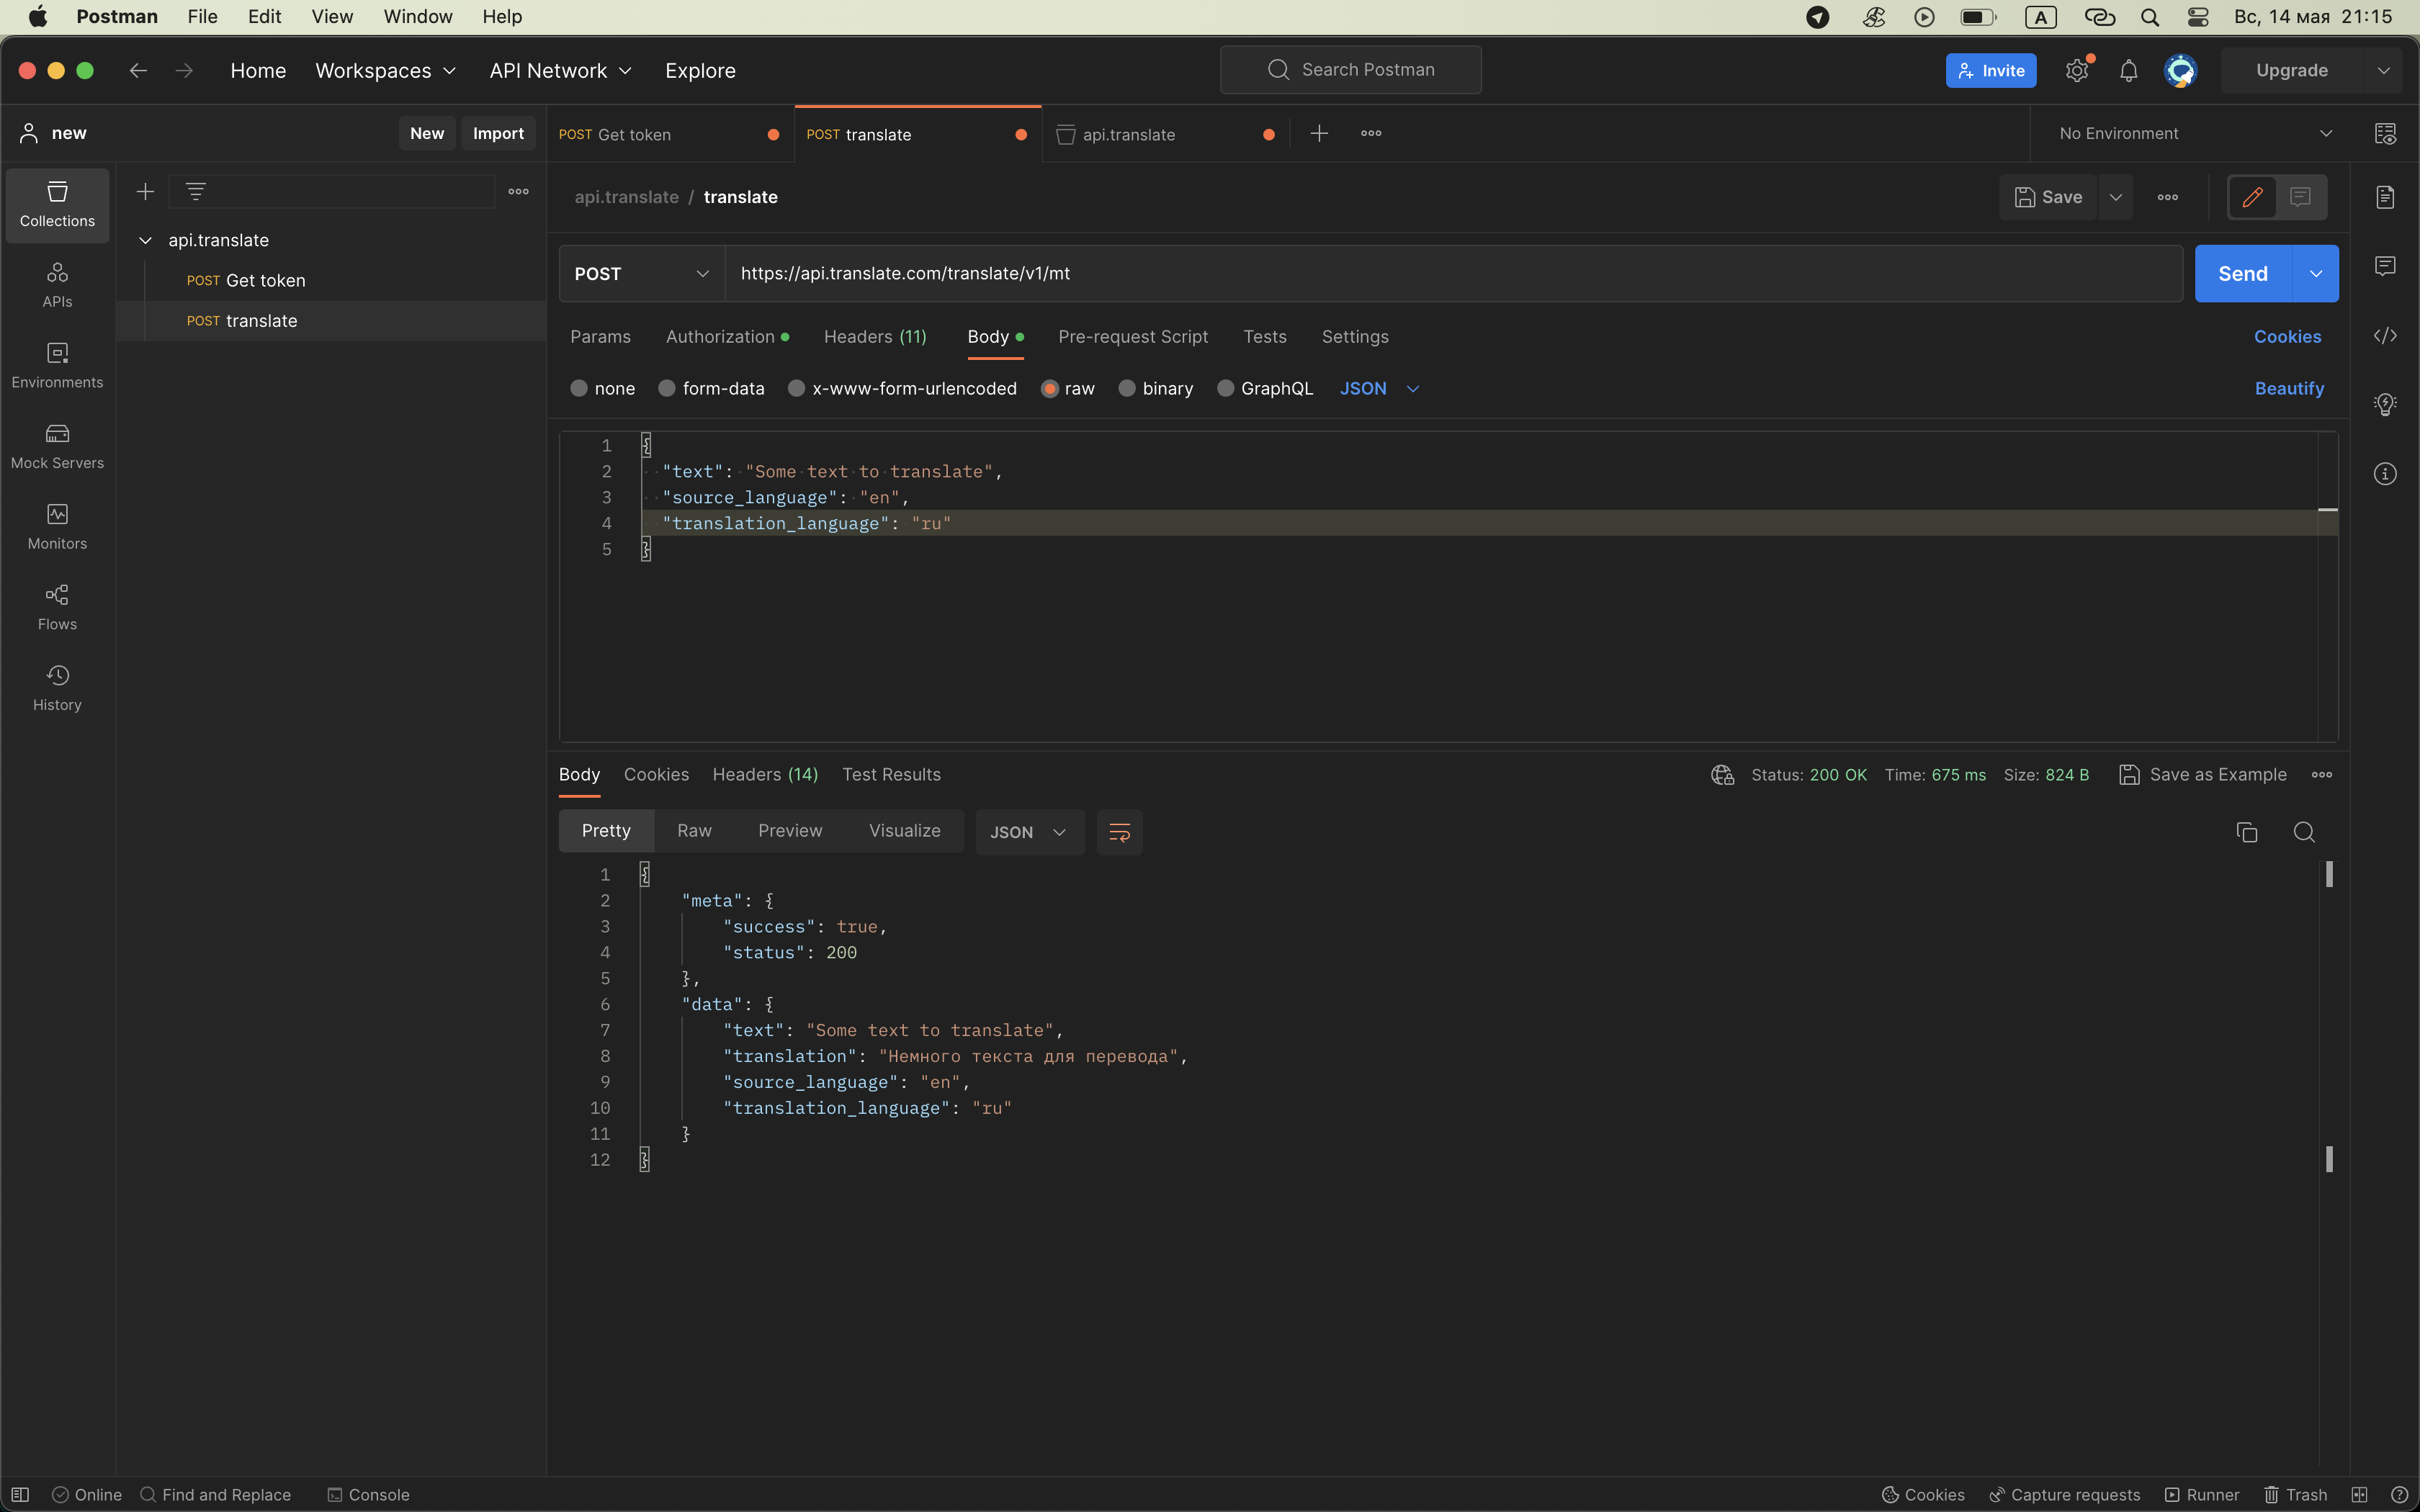 Postman File Edit View Window Help A Вс, 14 мая 21:15
Home Workspaces API Network Explore Search Postman Invite Upgrade
new New Import POST Get token POST translate api.translate No Environment
Collections
APIs
Environments
Mock Servers
Monitors
Flows
History
api.translate
POST Get token
POST translate
api.translate / translate Save
POST https://api.translate.com/translate/v1/mt Send
Params Authorization Headers (11) Body Pre-request Script Tests Settings Cookies
none form-data x-www-form-urlencoded raw binary GraphQL JSON Beautify
1 {
2 "text": "Some text to translate",
3 "source_language": "en",
4 "translation_language": "ru"
5 }
Body Cookies Headers (14) Test Results Status: 200 OK Time: 675 ms Size: 824 B Save as Example
Pretty Raw Preview Visualize JSON
1 {
2 "meta": {
3 "success": true,
4 "status": 200
5 },
6 "data": {
7 "text": "Some text to translate",
8 "translation": "Немного текста для перевода",
9 "source_language": "en",
10 "translation_language": "ru"
11 }
12 }
Online Find and Replace Console Cookies Capture requests Runner Trash